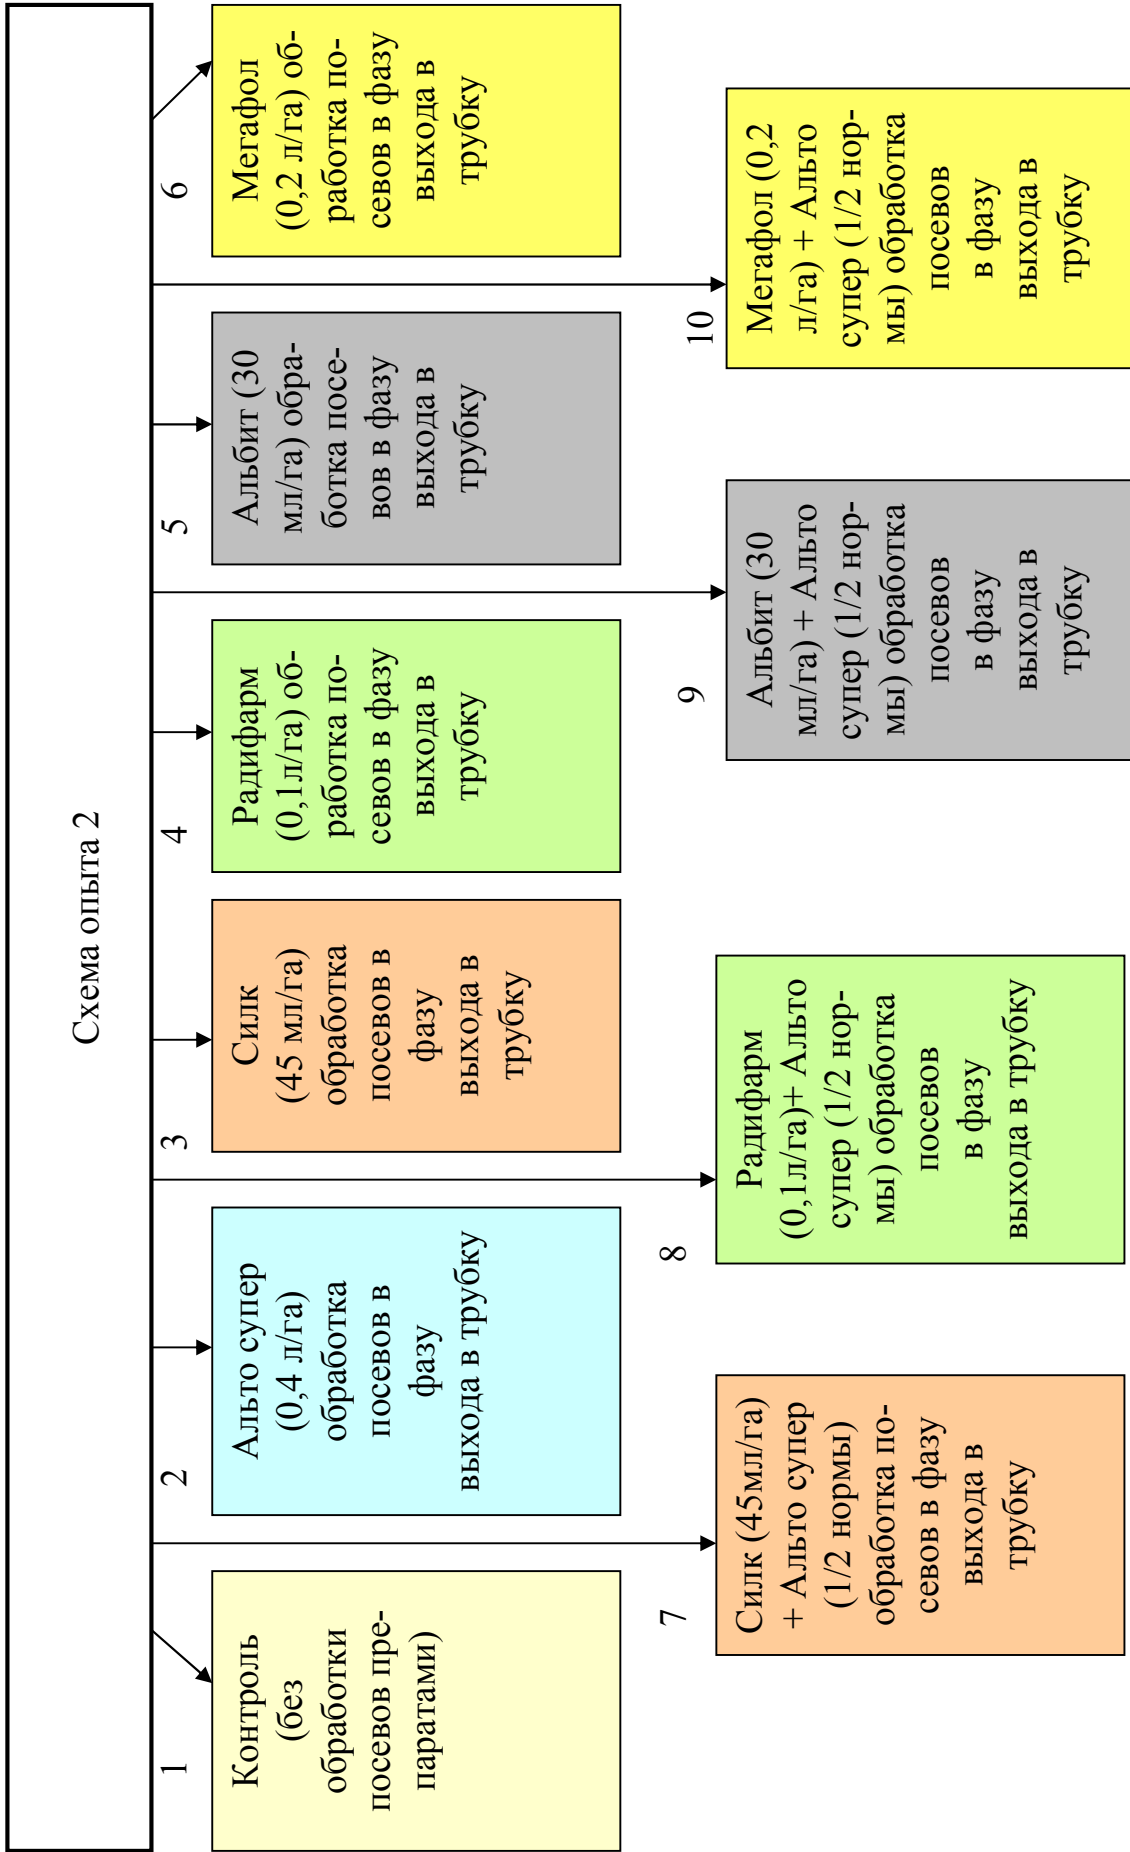 Схема опыта 2
1
Контроль
(без
обработки
посевов пре-
паратами)
2
Альто супер
(0,4 л/га)
обработка
посевов в
фазу
выхода в трубку
3
Силк
(45 мл/га)
обработка
посевов в
фазу
выхода в
трубку
4
Радифарм
(0,1л/га) об-
работка по-
севов в фазу
выхода в
трубку
5
Альбит (30
мл/га) обра-
ботка посе-
вов в фазу
выхода в
трубку
6
Мегафол
(0,2 л/га) об-
работка по-
севов в фазу
выхода в
трубку
7
Силк (45мл/га)
+ Альто супер
(1/2 нормы)
обработка по-
севов в фазу
выхода в
трубку
8
Радифарм
(0,1л/га)+ Альто
супер (1/2 нор-
мы) обработка
посевов
в фазу
выхода в трубку
9
Альбит (30
мл/га) + Альто
супер (1/2 нор-
мы) обработка
посевов
в фазу
выхода в
трубку
10
Мегафол (0,2
л/га) + Альто
супер (1/2 нор-
мы) обработка
посевов
в фазу
выхода в
трубку